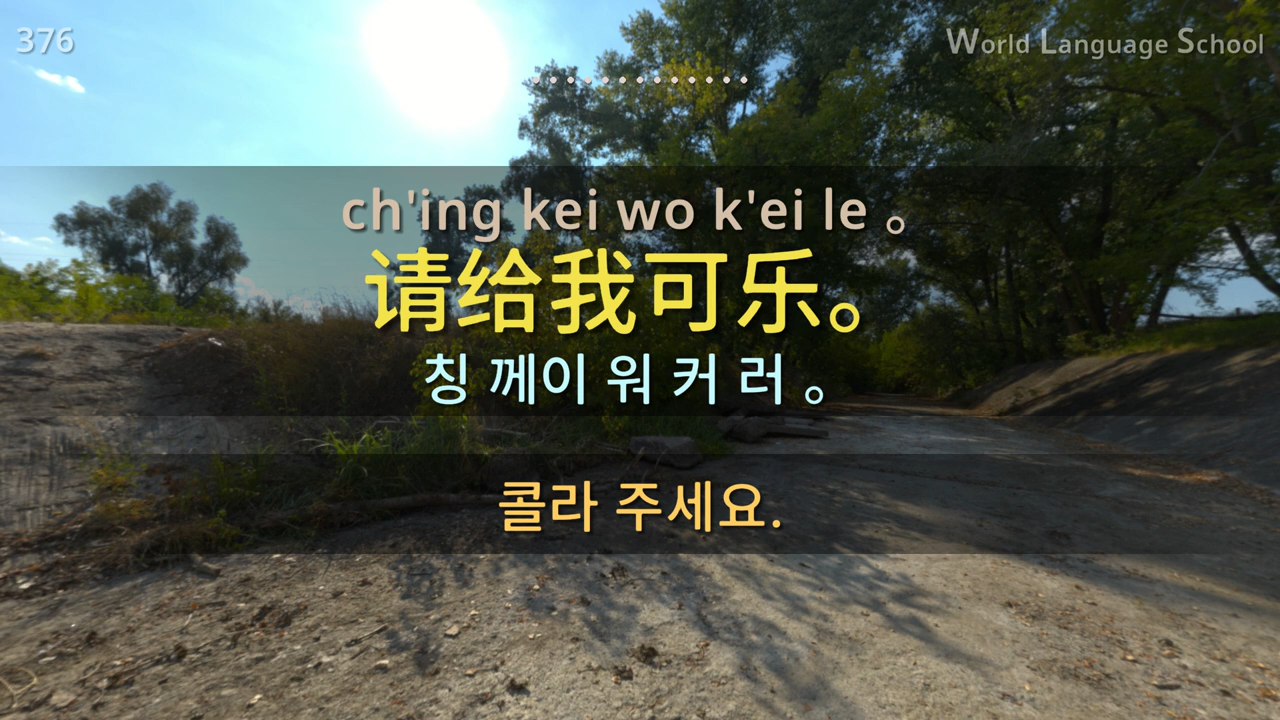 376
World Language School
ch'ing kei wo k'ei le 。
请给我可乐。
칭 께이 워 커 러 。
콜라 주세요.